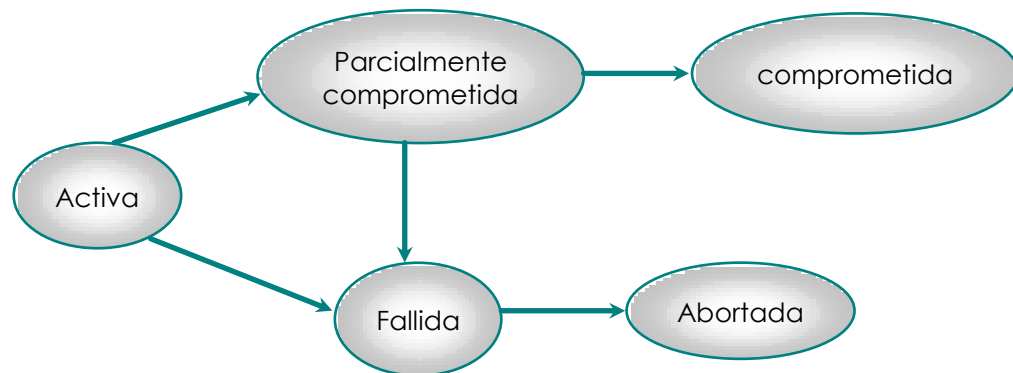 Parcialmente
comprometida
comprometida
Activa
Fallida
Abortada